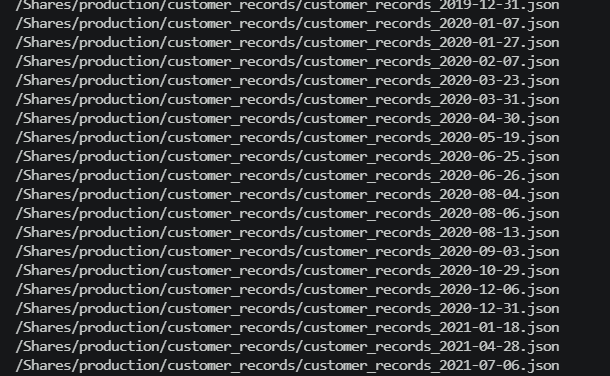 /Shares/production/customer_records/customer_records_2019-12-31.json
/Shares/production/customer_records/customer_records_2020-01-07.json
/Shares/production/customer_records/customer_records_2020-01-27.json
/Shares/production/customer_records/customer_records_2020-02-07.json
/Shares/production/customer_records/customer_records_2020-03-23.json
/Shares/production/customer_records/customer_records_2020-03-31.json
/Shares/production/customer_records/customer_records_2020-04-30.json
/Shares/production/customer_records/customer_records_2020-05-19.json
/Shares/production/customer_records/customer_records_2020-06-25.json
/Shares/production/customer_records/customer_records_2020-06-26.json
/Shares/production/customer_records/customer_records_2020-08-04.json
/Shares/production/customer_records/customer_records_2020-08-06.json
/Shares/production/customer_records/customer_records_2020-08-13.json
/Shares/production/customer_records/customer_records_2020-09-03.json
/Shares/production/customer_records/customer_records_2020-10-29.json
/Shares/production/customer_records/customer_records_2020-12-06.json
/Shares/production/customer_records/customer_records_2020-12-31.json
/Shares/production/customer_records/customer_records_2021-01-18.json
/Shares/production/customer_records/customer_records_2021-04-28.json
/Shares/production/customer_records/customer_records_2021-07-06.json